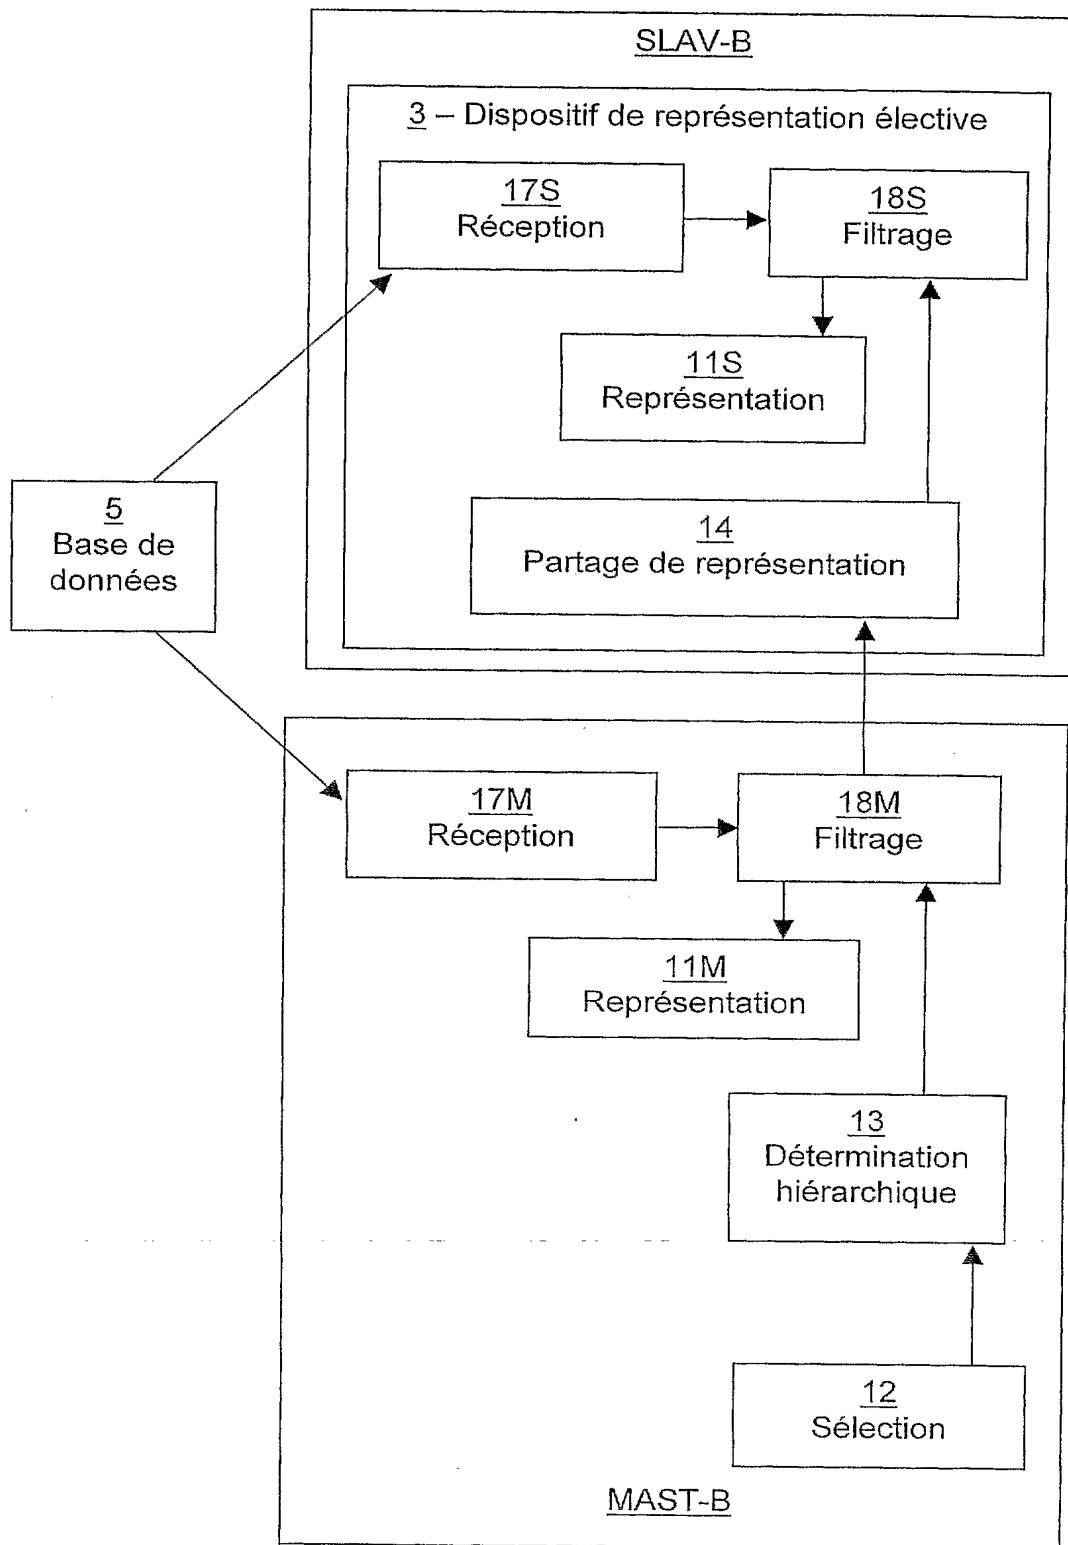 SLAV-B
3 – Dispositif de représentation élective
17S
Réception
18S
Filtrage
11S
Représentation
5
Base de
données
14
Partage de représentation
17M
Réception
18M
Filtrage
11M
Représentation
13
Détermination
hiérarchique
12
Sélection
MAST-B